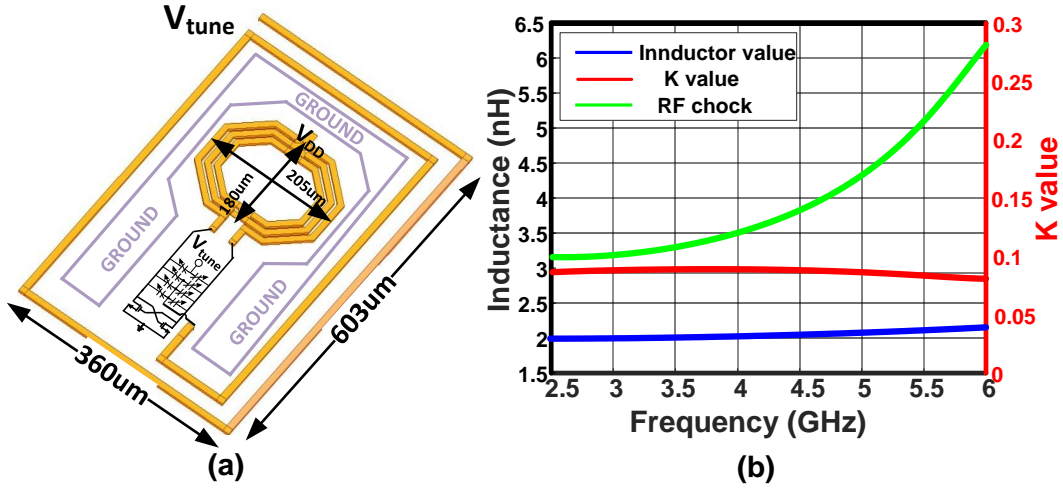 V_tune
GROUND
V_DD
180um
205um
GROUND
V_tune
GROUND
360um
603um
(a)
Innductor value
K value
RF chock
6.5
6
5.5
5
4.5
4
3.5
3
2.5
2
1.5
Inductance (nH)
0.3
0.25
0.2
0.15
0.1
0.05
0
K value
2.5 3 3.5 4 4.5 5 5.5 6
Frequency (GHz)
(b)